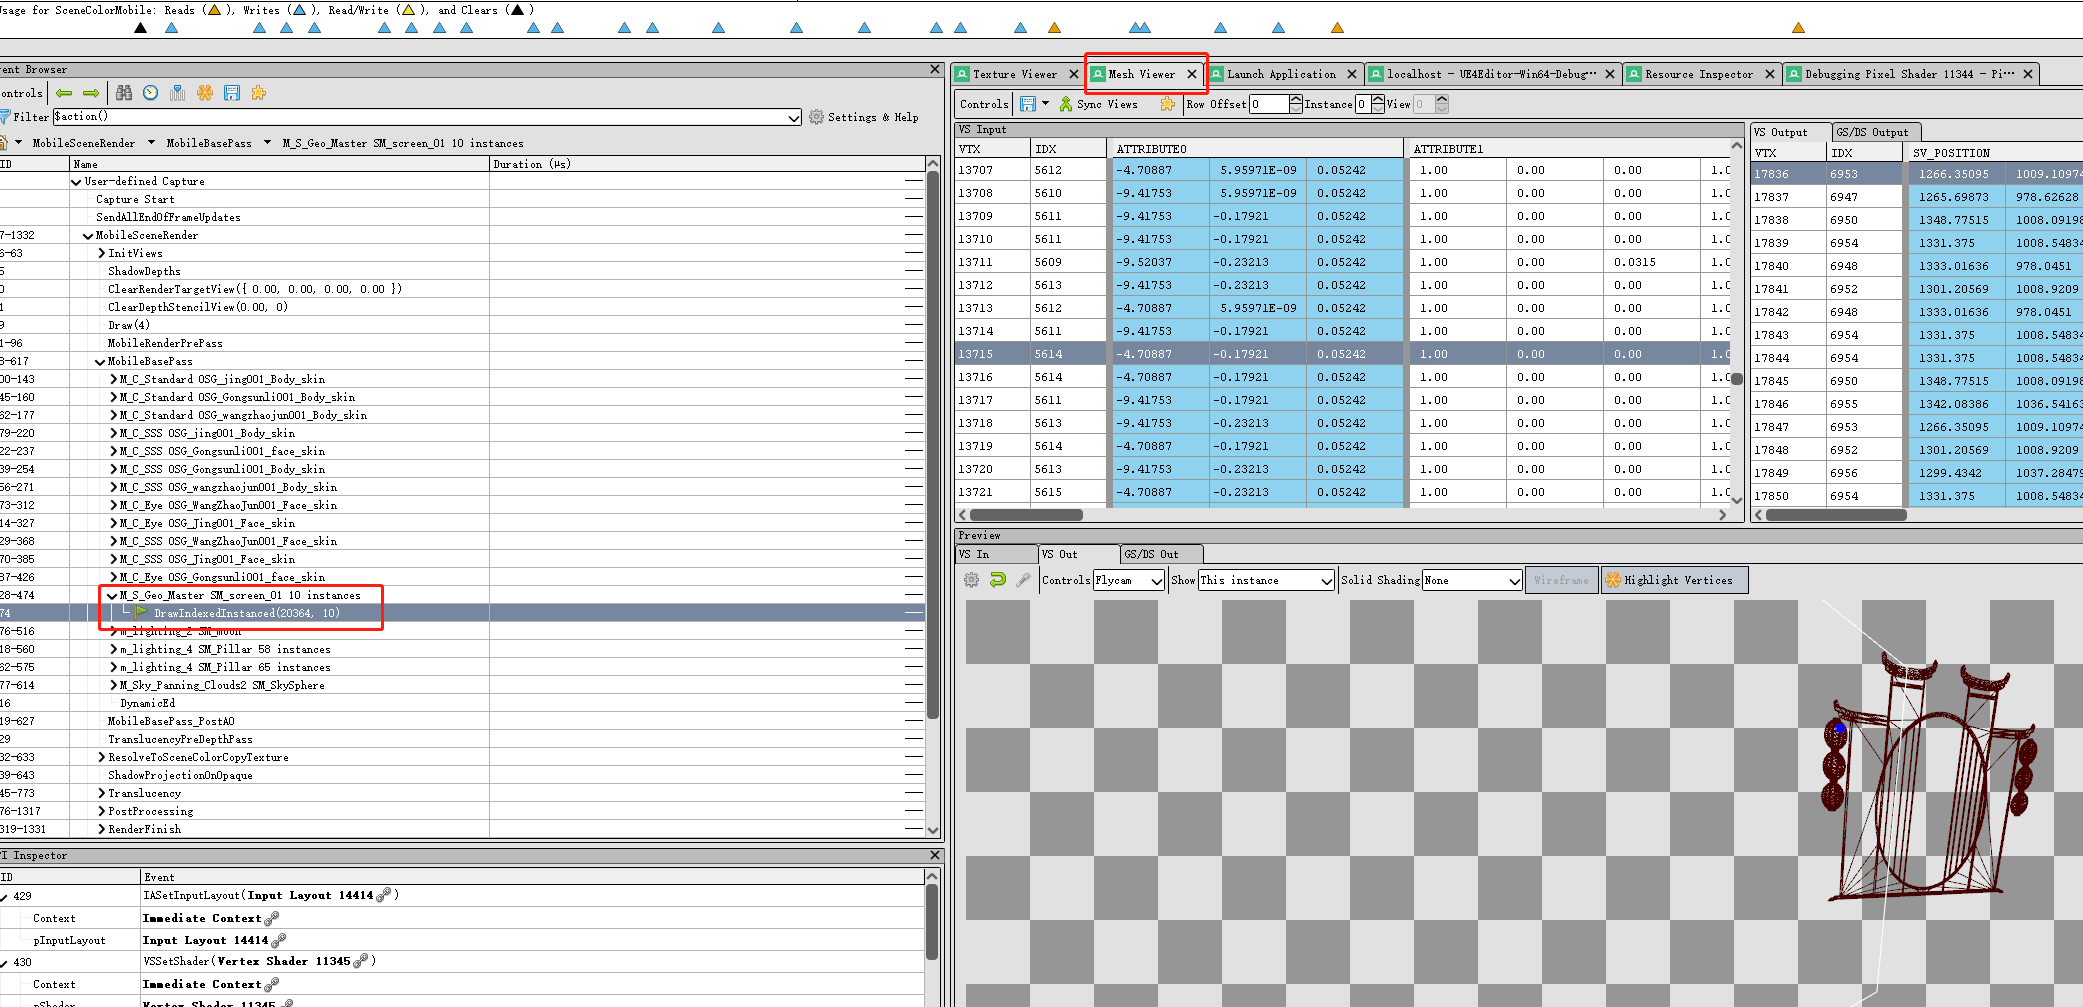 Usage for SceneColorMobile: Reads ( ), Writes ( ), Read/Write ( ), and Clears ( )
Event Browser
Controls
Filter $action() Settings & Help
MobileSceneRender MobileBasePass M_S_Geo_Master SM_screen_01 10 instances
ID Name Duration (μs)
User-defined Capture
Capture Start
SendAllEndOfFrameUpdates
7-1332 MobileSceneRender
6-63 InitViews
5 ShadowDepths
0 ClearRenderTargetView({ 0.00, 0.00, 0.00, 0.00 })
1 ClearDepthStencilView(0.00, 0)
9 Draw(4)
1-96 MobileRenderPrePass
8-617 MobileBasePass
00-143 M_C_Standard OSG_jing001_Body_skin
45-160 M_C_Standard OSG_Gongsunli001_Body_skin
62-177 M_C_Standard OSG_wangzhaojun001_Body_skin
79-220 M_C_SSS OSG_jing001_Body_skin
22-237 M_C_SSS OSG_Gongsunli001_face_skin
39-254 M_C_SSS OSG_Gongsunli001_Body_skin
56-271 M_C_SSS OSG_wangzhaojun001_Body_skin
73-312 M_C_Eye OSG_WangZhaoJun001_Face_skin
14-327 M_C_Eye OSG_Jing001_Face_skin
29-368 M_C_SSS OSG_WangZhaoJun001_Face_skin
70-385 M_C_SSS OSG_Jing001_Face_skin
87-426 M_C_Eye OSG_Gongsunli001_face_skin
28-474 M_S_Geo_Master SM_screen_01 10 instances
74 DrawIndexedInstanced(20364, 10)
76-516 m_lighting_2 SM_moon
18-560 m_lighting_4 SM_Pillar 58 instances
62-575 m_lighting_4 SM_Pillar 65 instances
77-614 M_Sky_Panning_Clouds2 SM_SkySphere
16 DynamicEd
19-627 MobileBasePass_PostAO
29 TranslucencyPreDepthPass
32-633 ResolveToSceneColorCopyTexture
39-643 ShadowProjectionOnOpaque
45-773 Translucency
76-1317 PostProcessing
319-1331 RenderFinish
API Inspector
ID Event
429 IASetInputLayout(Input Layout 14414 )
Context Immediate Context
pInputLayout Input Layout 14414
430 VSSetShader(Vertex Shader 11345 )
Context Immediate Context
pShader Vertex Shader 11345
Texture Viewer Mesh Viewer Launch Application localhost - UE4Editor-Win64-Debug··· Resource Inspector Debugging Pixel Shader 11344 - Pi···
Controls Sync Views Row Offset 0 Instance 0 View 0
VS Input
VTX IDX ATTRIBUTE0 ATTRIBUTE1
13707 5612 -4.70887 5.95971E-09 0.05242 1.00 0.00 0.00 1.0
13708 5610 -9.41753 5.95971E-09 0.05242 1.00 0.00 0.00 1.0
13709 5611 -9.41753 -0.17921 0.05242 1.00 0.00 0.00 1.0
13710 5611 -9.41753 -0.17921 0.05242 1.00 0.00 0.00 1.0
13711 5609 -9.52037 -0.23213 0.05242 1.00 0.00 0.0315 1.0
13712 5613 -9.41753 -0.23213 0.05242 1.00 0.00 0.00 1.0
13713 5612 -4.70887 5.95971E-09 0.05242 1.00 0.00 0.00 1.0
13714 5611 -9.41753 -0.17921 0.05242 1.00 0.00 0.00 1.0
13715 5614 -4.70887 -0.17921 0.05242 1.00 0.00 0.00 1.0
13716 5614 -4.70887 -0.17921 0.05242 1.00 0.00 0.00 1.0
13717 5611 -9.41753 -0.17921 0.05242 1.00 0.00 0.00 1.0
13718 5613 -9.41753 -0.23213 0.05242 1.00 0.00 0.00 1.0
13719 5614 -4.70887 -0.17921 0.05242 1.00 0.00 0.00 1.0
13720 5613 -9.41753 -0.23213 0.05242 1.00 0.00 0.00 1.0
13721 5615 -4.70887 -0.23213 0.05242 1.00 0.00 0.00 1.0
VS Output GS/DS Output
VTX IDX SV_POSITION
17836 6953 1266.35095 1009.10974
17837 6947 1265.69873 978.62628
17838 6950 1348.77515 1008.09198
17839 6954 1331.375 1008.54834
17840 6948 1333.01636 978.0451
17841 6952 1301.20569 1008.9209
17842 6948 1333.01636 978.0451
17843 6954 1331.375 1008.54834
17844 6954 1331.375 1008.54834
17845 6950 1348.77515 1008.09198
17846 6955 1342.08386 1036.54163
17847 6953 1266.35095 1009.10974
17848 6952 1301.20569 1008.9209
17849 6956 1299.4342 1037.28479
17850 6954 1331.375 1008.54834
Preview
VS In VS Out GS/DS Out
Controls Flycam Show This instance Solid Shading None Wireframe Highlight Vertices